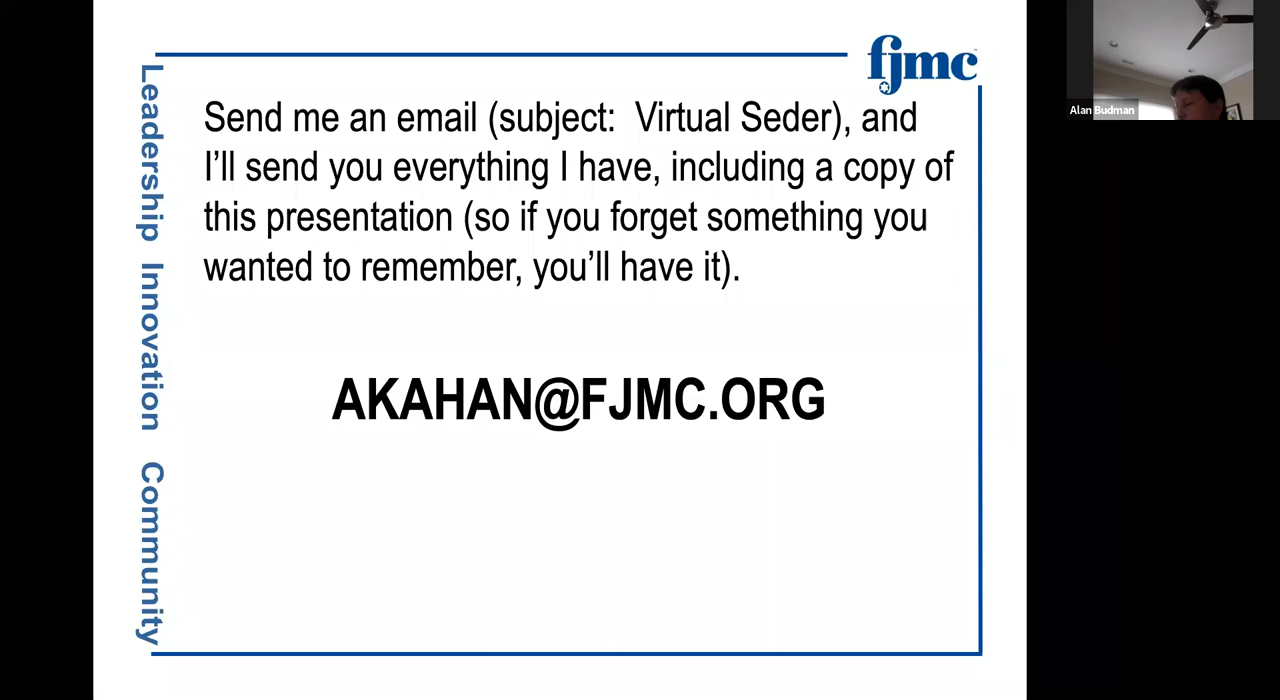 fjmc
Send me an email (subject:  Virtual Seder), and
I’ll send you everything I have, including a copy of
this presentation (so if you forget something you
wanted to remember, you’ll have it).
AKAHAN@FJMC.ORG
Leadership Innovation Community
Alan Budman